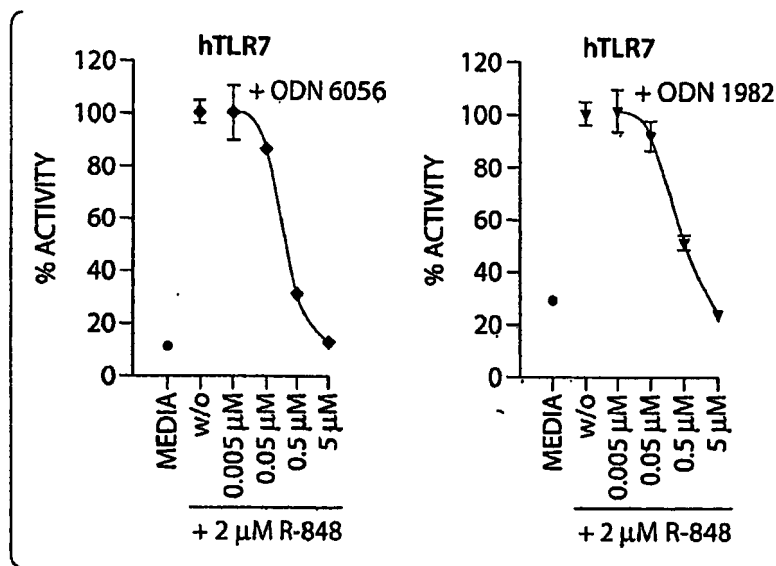 hTLR7
120
100
80
60
40
20
0
% ACTIVITY
+ ODN 6056
MEDIA
w/o
0.005 μM
0.05 μM
0.5 μM
5 μM
+ 2 μM R-848
hTLR7
120
100
80
60
40
20
0
% ACTIVITY
+ ODN 1982
MEDIA
w/o
0.005 μM
0.05 μM
0.5 μM
5 μM
+ 2 μM R-848